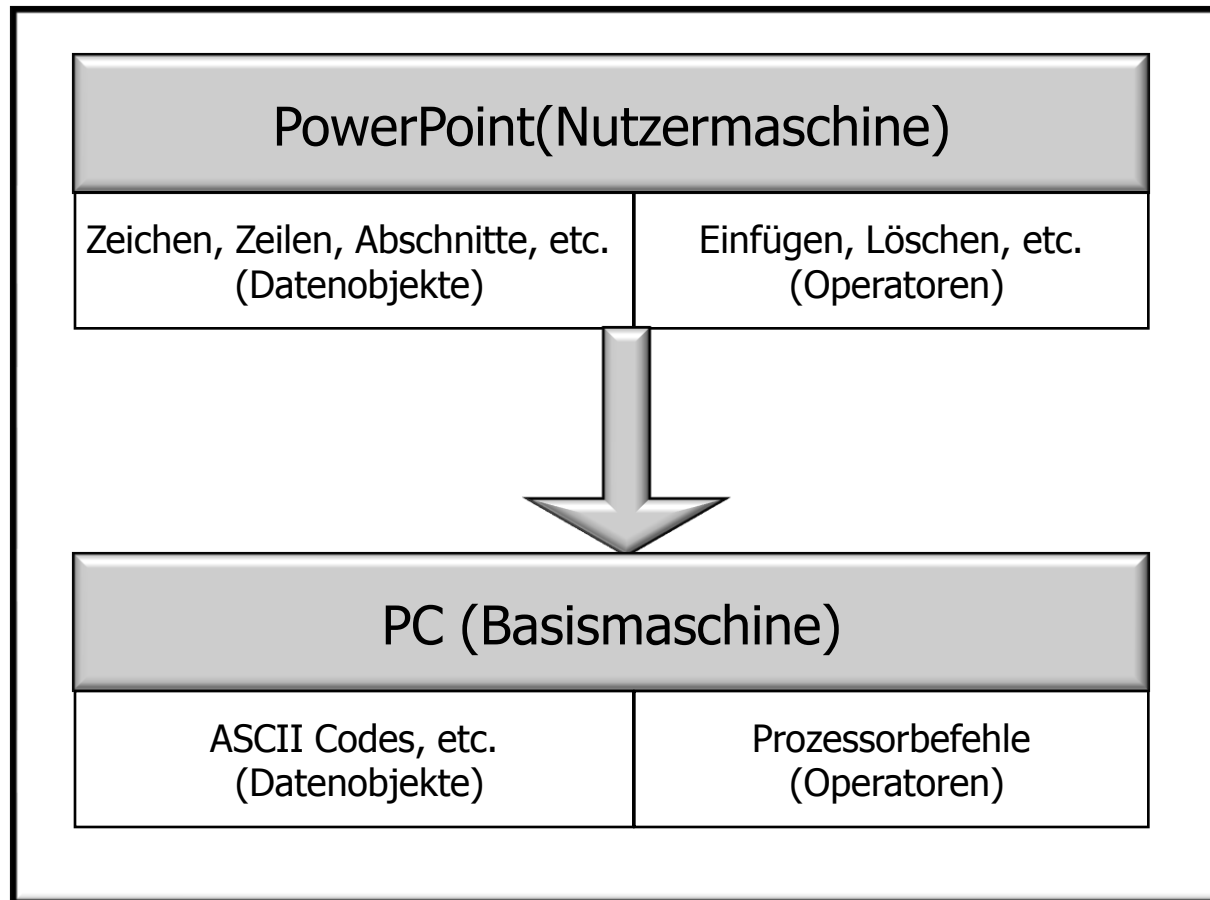 PowerPoint(Nutzermaschine)
Zeichen, Zeilen, Abschnitte, etc.
(Datenobjekte)
Einfügen, Löschen, etc.
(Operatoren)
PC (Basismaschine)
ASCII Codes, etc.
(Datenobjekte)
Prozessorbefehle
(Operatoren)